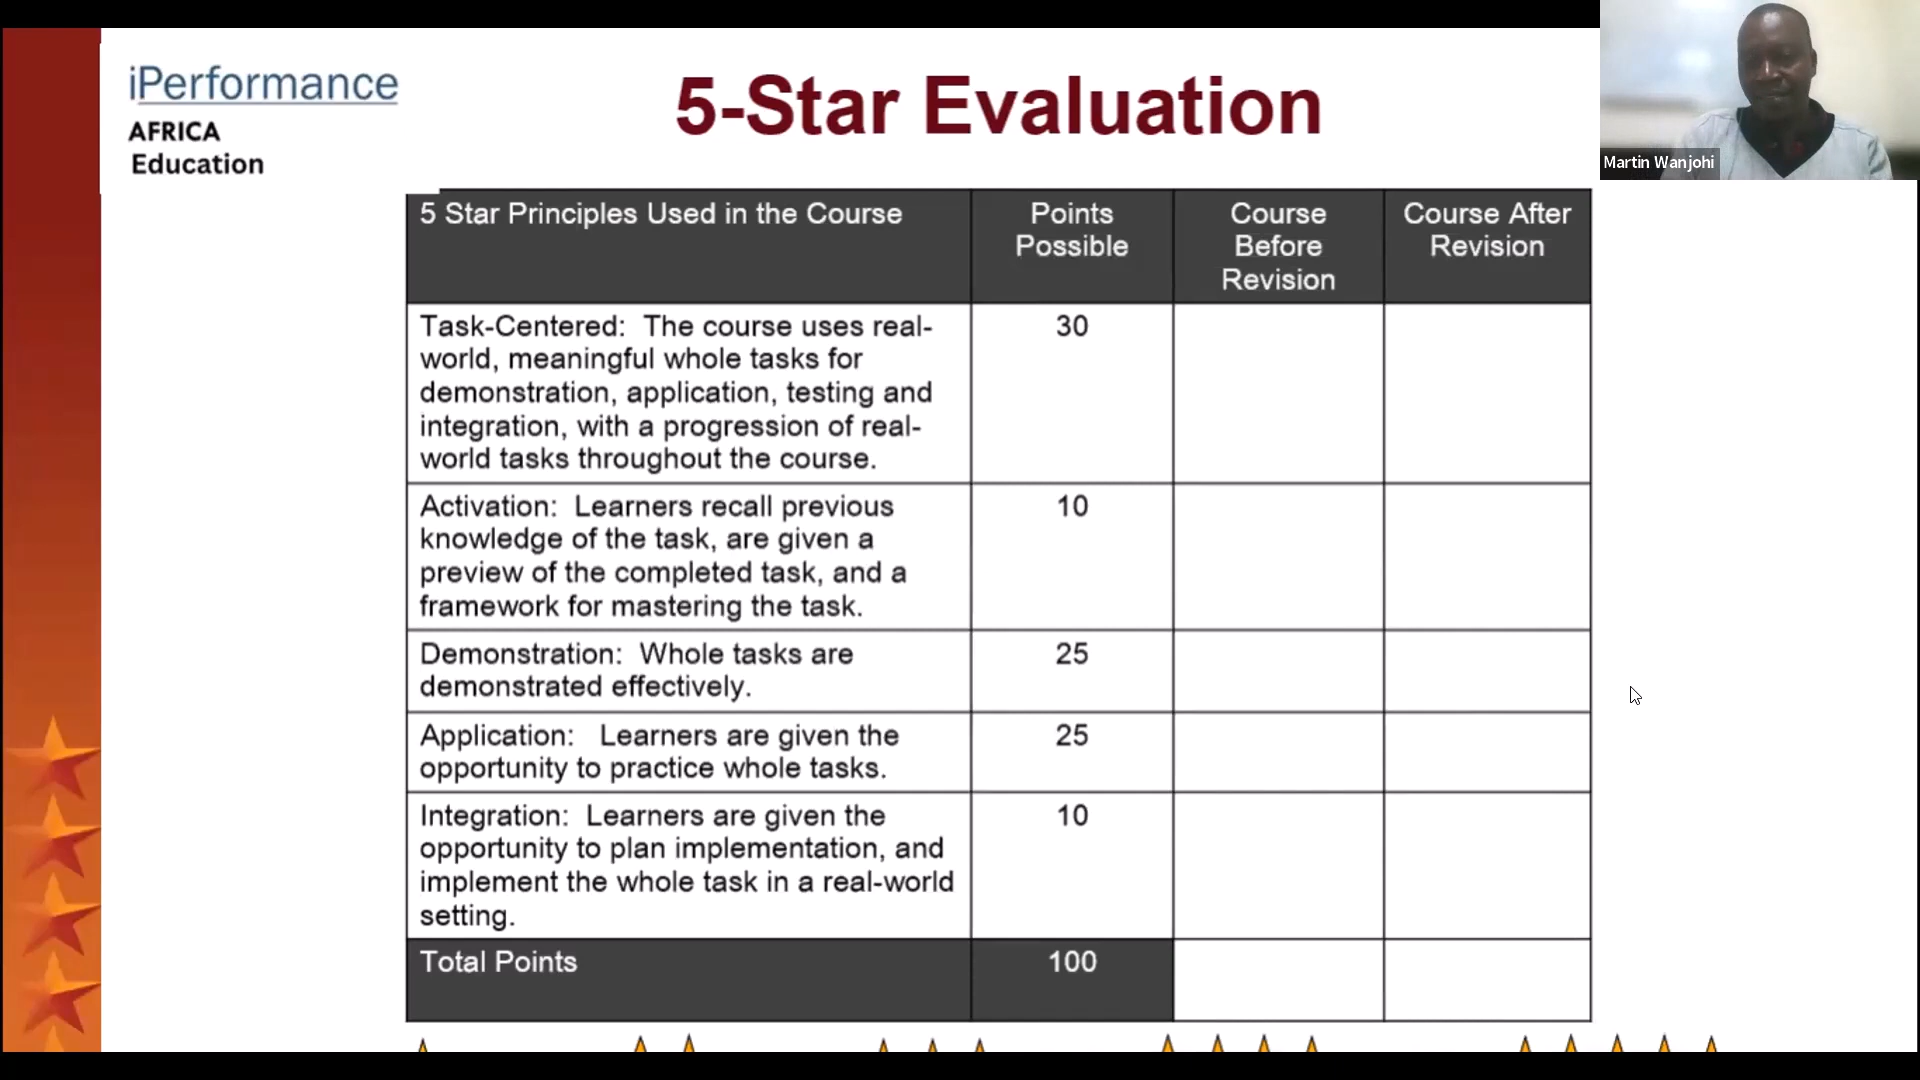 iPerformance
AFRICA
Education
5-Star Evaluation
Martin Wanjohi
5 Star Principles Used in the Course
Points
Possible
Course
Before
Revision
Course After
Revision
Task-Centered:  The course uses real-
world, meaningful whole tasks for
demonstration, application, testing and
integration, with a progression of real-
world tasks throughout the course.
30
Activation:  Learners recall previous
knowledge of the task, are given a
preview of the completed task, and a
framework for mastering the task.
10
Demonstration:  Whole tasks are
demonstrated effectively.
25
Application:   Learners are given the
opportunity to practice whole tasks.
25
Integration:  Learners are given the
opportunity to plan implementation, and
implement the whole task in a real-world
setting.
10
Total Points
100